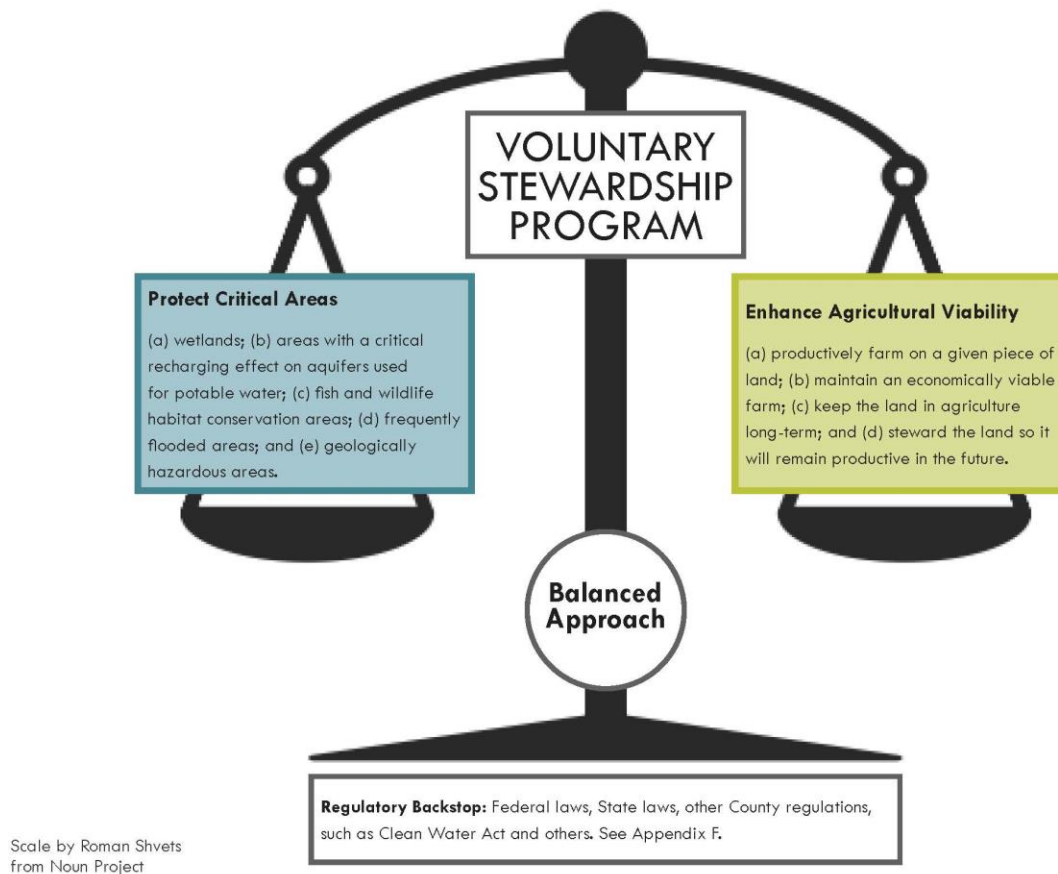 VOLUNTARY
STEWARDSHIP
PROGRAM
Protect Critical Areas
(a) wetlands; (b) areas with a critical
recharging effect on aquifers used
for potable water; (c) fish and wildlife
habitat conservation areas; (d) frequently
flooded areas; and (e) geologically
hazardous areas.
Enhance Agricultural Viability
(a) productively farm on a given piece of
land; (b) maintain an economically viable
farm; (c) keep the land in agriculture
long-term; and (d) steward the land so it
will remain productive in the future.
Balanced
Approach
Regulatory Backstop: Federal laws, State laws, other County regulations,
such as Clean Water Act and others. See Appendix F.
Scale by Roman Shvets
from Noun Project